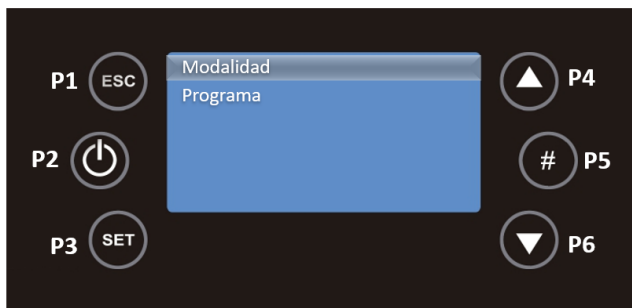 P1 ESC
Modalidad
Programa
P4
P2
# P5
P3 SET
P6